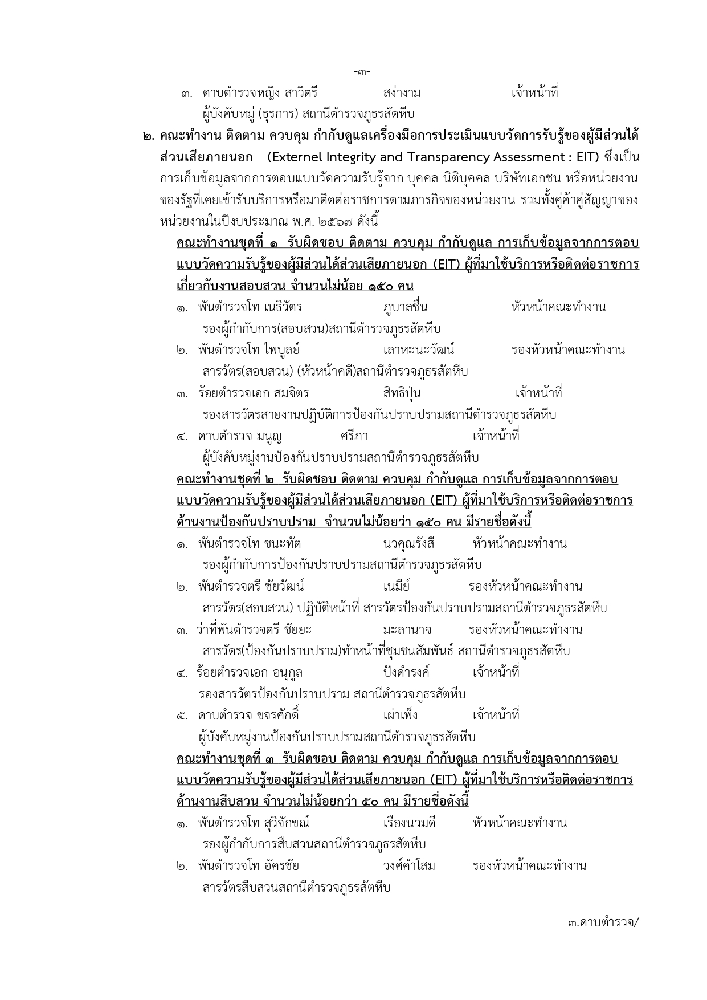 -๓-
๓. ดาบตำรวจหญิง สาวิตรี สง่างาม เจ้าหน้าที่
ผู้บังคับหมู่ (ธุรการ) สถานีตำรวจภูธรสัตหีบ
๒. คณะทำงาน ติดตาม ควบคุม กำกับดูแลเครื่องมือการประเมินแบบวัดการรับรู้ของผู้มีส่วนได้
ส่วนเสียภายนอก (Externel Integrity and Transparency Assessment : EIT) ซึ่งเป็น
การเก็บข้อมูลจากการตอบแบบวัดความรับรู้จาก บุคคล นิติบุคคล บริษัทเอกชน หรือหน่วยงาน
ของรัฐที่เคยเข้ารับบริการหรือมาติดต่อราชการตามภารกิจของหน่วยงาน รวมทั้งคู่ค้าคู่สัญญาของ
หน่วยงานในปีงบประมาณ พ.ศ. ๒๕๖๗ ดังนี้
คณะทำงานชุดที่ ๑ รับผิดชอบ ติดตาม ควบคุม กำกับดูแล การเก็บข้อมูลจากการตอบ
แบบวัดความรับรู้ของผู้มีส่วนได้ส่วนเสียภายนอก (EIT) ผู้ที่มาใช้บริการหรือติดต่อราชการ
เกี่ยวกับงานสอบสวน จำนวนไม่น้อย ๑๕๐ คน
๑. พันตำรวจโท เนธิวัตร ภูบาลชื่น หัวหน้าคณะทำงาน
รองผู้กำกับการ(สอบสวน)สถานีตำรวจภูธรสัตหีบ
๒. พันตำรวจโท ไพบูลย์ เลาหะนะวัฒน์ รองหัวหน้าคณะทำงาน
สารวัตร(สอบสวน) (หัวหน้าคดี)สถานีตำรวจภูธรสัตหีบ
๓. ร้อยตำรวจเอก สมจิตร สิทธิปุ่น เจ้าหน้าที่
รองสารวัตรสายงานปฏิบัติการป้องกันปราบปรามสถานีตำรวจภูธรสัตหีบ
๔. ดาบตำรวจ มนูญ ศรีภา เจ้าหน้าที่
ผู้บังคับหมู่งานป้องกันปราบปรามสถานีตำรวจภูธรสัตหีบ
คณะทำงานชุดที่ ๒ รับผิดชอบ ติดตาม ควบคุม กำกับดูแล การเก็บข้อมูลจากการตอบ
แบบวัดความรับรู้ของผู้มีส่วนได้ส่วนเสียภายนอก (EIT) ผู้ที่มาใช้บริการหรือติดต่อราชการ
ด้านงานป้องกันปราบปราม จำนวนไม่น้อยว่า ๑๕๐ คน มีรายชื่อดังนี้
๑. พันตำรวจโท ชนะทัต นวคุณรังสี หัวหน้าคณะทำงาน
รองผู้กำกับการป้องกันปราบปรามสถานีตำรวจภูธรสัตหีบ
๒. พันตำรวจตรี ชัยวัฒน์ เนมีย์ รองหัวหน้าคณะทำงาน
สารวัตร(สอบสวน) ปฏิบัติหน้าที่ สารวัตรป้องกันปราบปรามสถานีตำรวจภูธรสัตหีบ
๓. ว่าที่พันตำรวจตรี ชัยยะ มะลานาจ รองหัวหน้าคณะทำงาน
สารวัตร(ป้องกันปราบปราม)ทำหน้าที่ชุมชนสัมพันธ์ สถานีตำรวจภูธรสัตหีบ
๔. ร้อยตำรวจเอก อนุกูล ปังดำรงค์ เจ้าหน้าที่
รองสารวัตรป้องกันปราบปราม สถานีตำรวจภูธรสัตหีบ
๕. ดาบตำรวจ ขจรศักดิ์ เผ่าเพ็ง เจ้าหน้าที่
ผู้บังคับหมู่งานป้องกันปราบปรามสถานีตำรวจภูธรสัตหีบ
คณะทำงานชุดที่ ๓ รับผิดชอบ ติดตาม ควบคุม กำกับดูแล การเก็บข้อมูลจากการตอบ
แบบวัดความรับรู้ของผู้มีส่วนได้ส่วนเสียภายนอก (EIT) ผู้ที่มาใช้บริการหรือติดต่อราชการ
ด้านงานสืบสวน จำนวนไม่น้อยกว่า ๕๐ คน มีรายชื่อดังนี้
๑. พันตำรวจโท สุวิจักขณ์ เรืองนวมดี หัวหน้าคณะทำงาน
รองผู้กำกับการสืบสวนสถานีตำรวจภูธรสัตหีบ
๒. พันตำรวจโท อัครชัย วงศ์คำโสม รองหัวหน้าคณะทำงาน
สารวัตรสืบสวนสถานีตำรวจภูธรสัตหีบ
๓.ดาบตำรวจ/